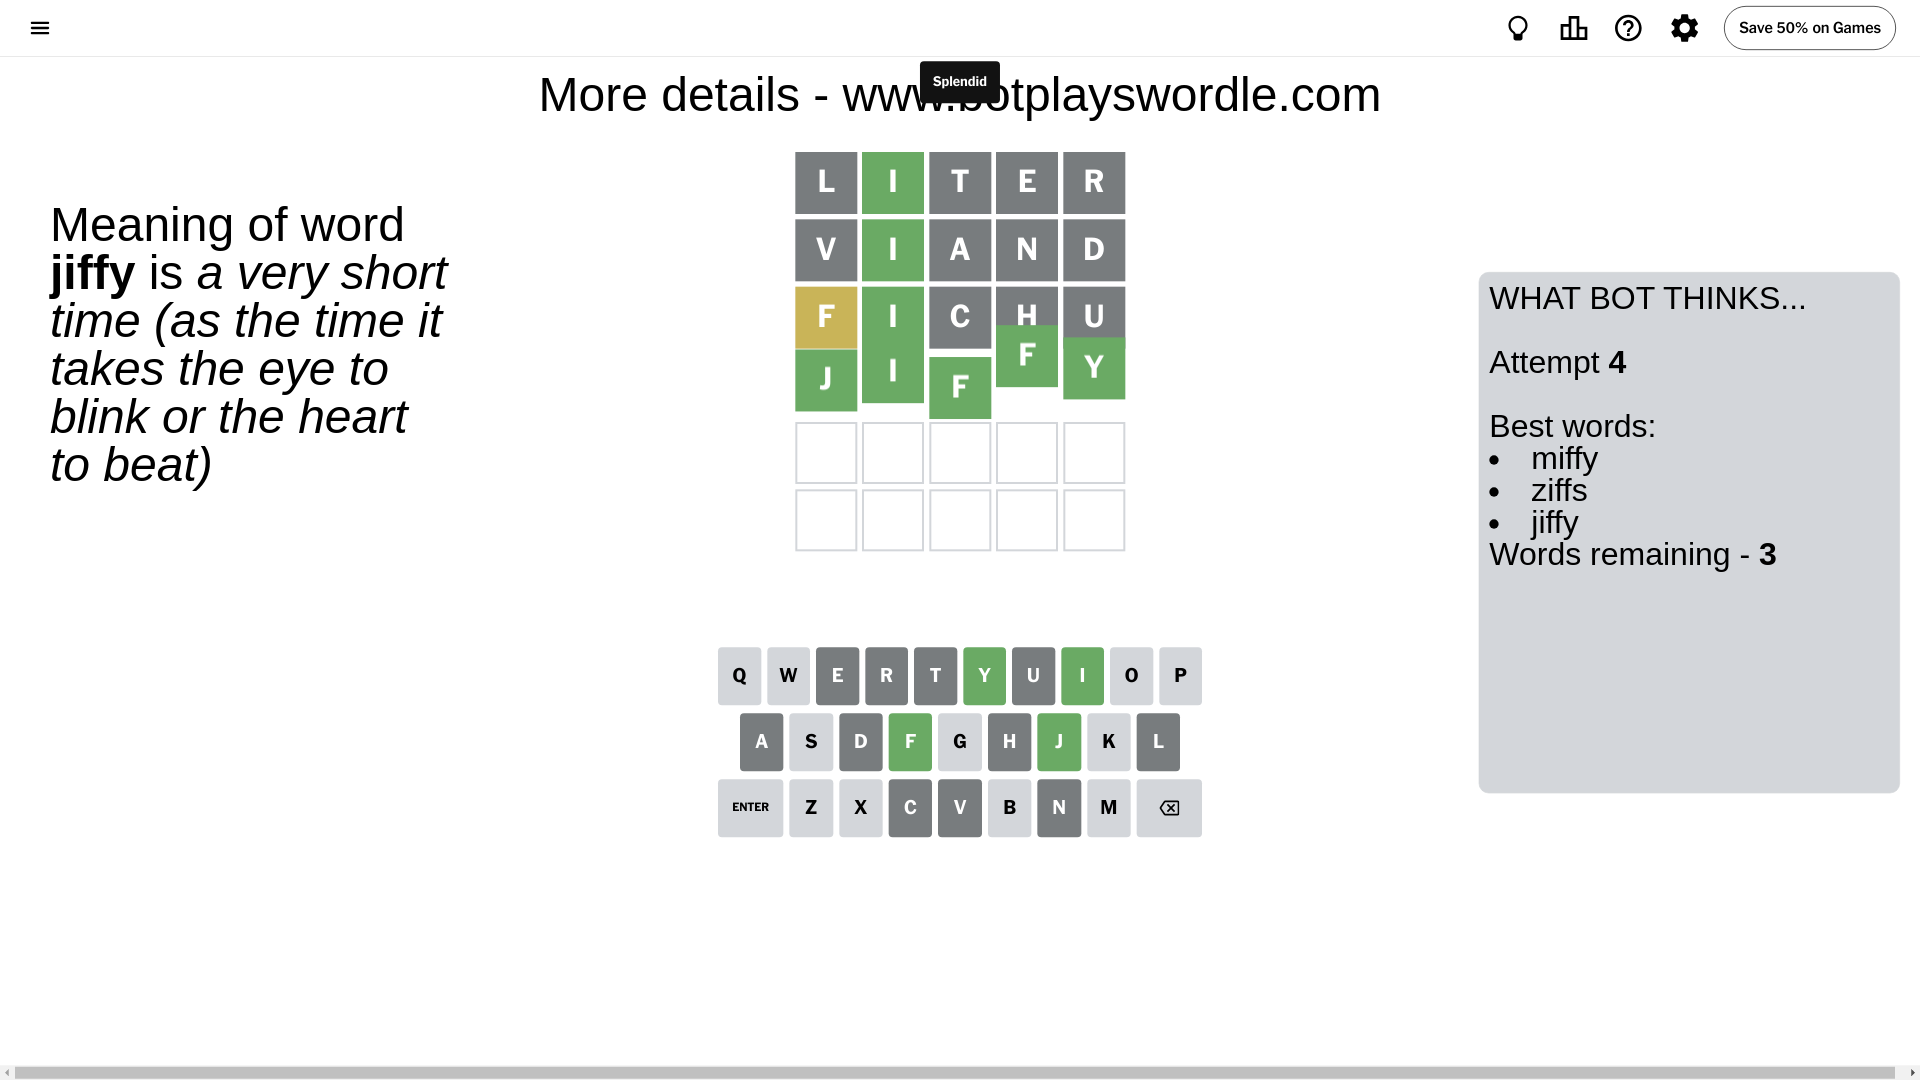 Save 50% on Games
Splendid
More details - www.botplayswordle.com
Meaning of word
jiffy is a very short
time (as the time it
takes the eye to
blink or the heart
to beat)
L I T E R
V I A N D
F I C H U
J I F F Y
WHAT BOT THINKS...
Attempt 4
Best words:
• miffy
• ziffs
• jiffy
Words remaining - 3
Q W E R T Y U I O P
A S D F G H J K L
ENTER Z X C V B N M